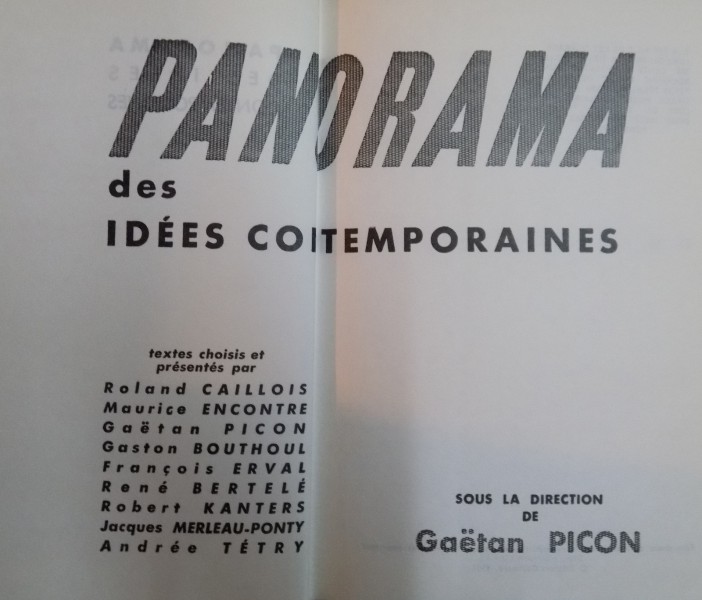 PANORAMA
des
IDÉES CONTEMPORAINES
textes choisis et
présentés par
Roland CAILLOIS
Maurice ENCONTRE
Gaëtan PICON
Gaston BOUTHOUL
François ERVAL
René BERTELÉ
Robert KANTERS
Jacques MERLEAU-PONTY
Andrée TÉTRY
SOUS LA DIRECTION
DE
Gaëtan PICON